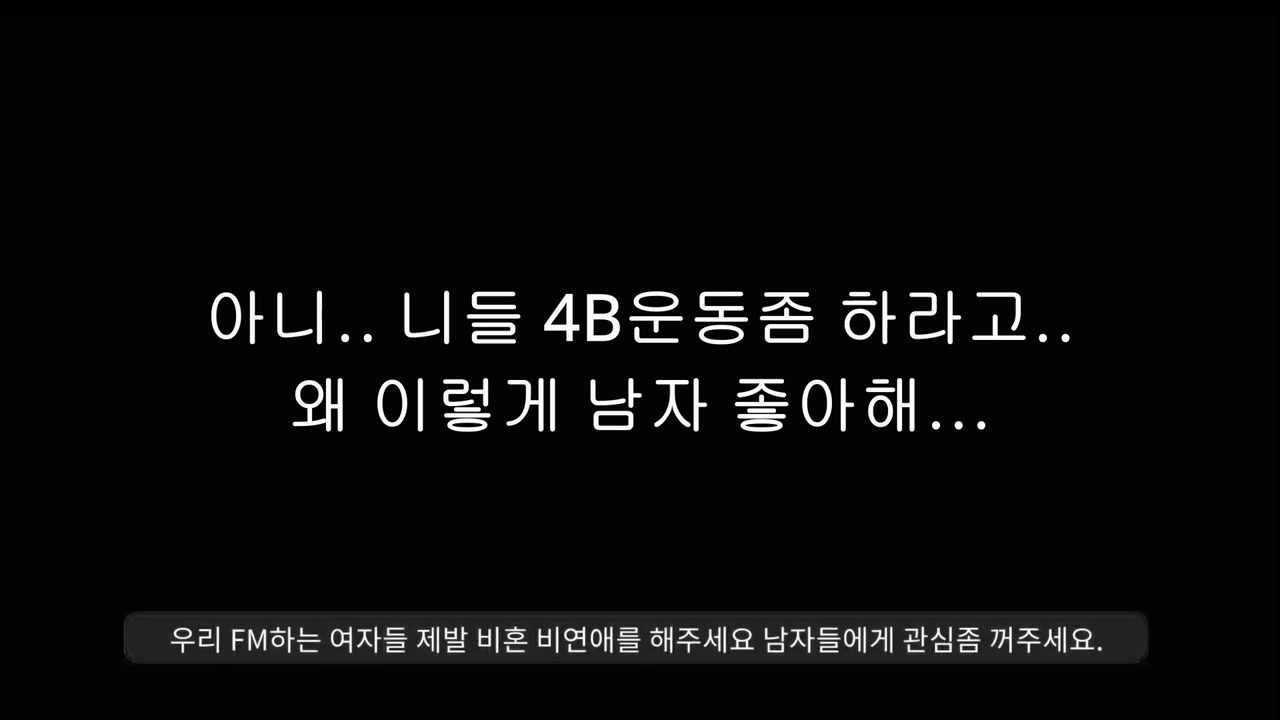 아니.. 니들 4B운동좀 하라고..
왜 이렇게 남자 좋아해...
우리 FM하는 여자들 제발 비혼 비연애를 해주세요 남자들에게 관심좀 꺼주세요.